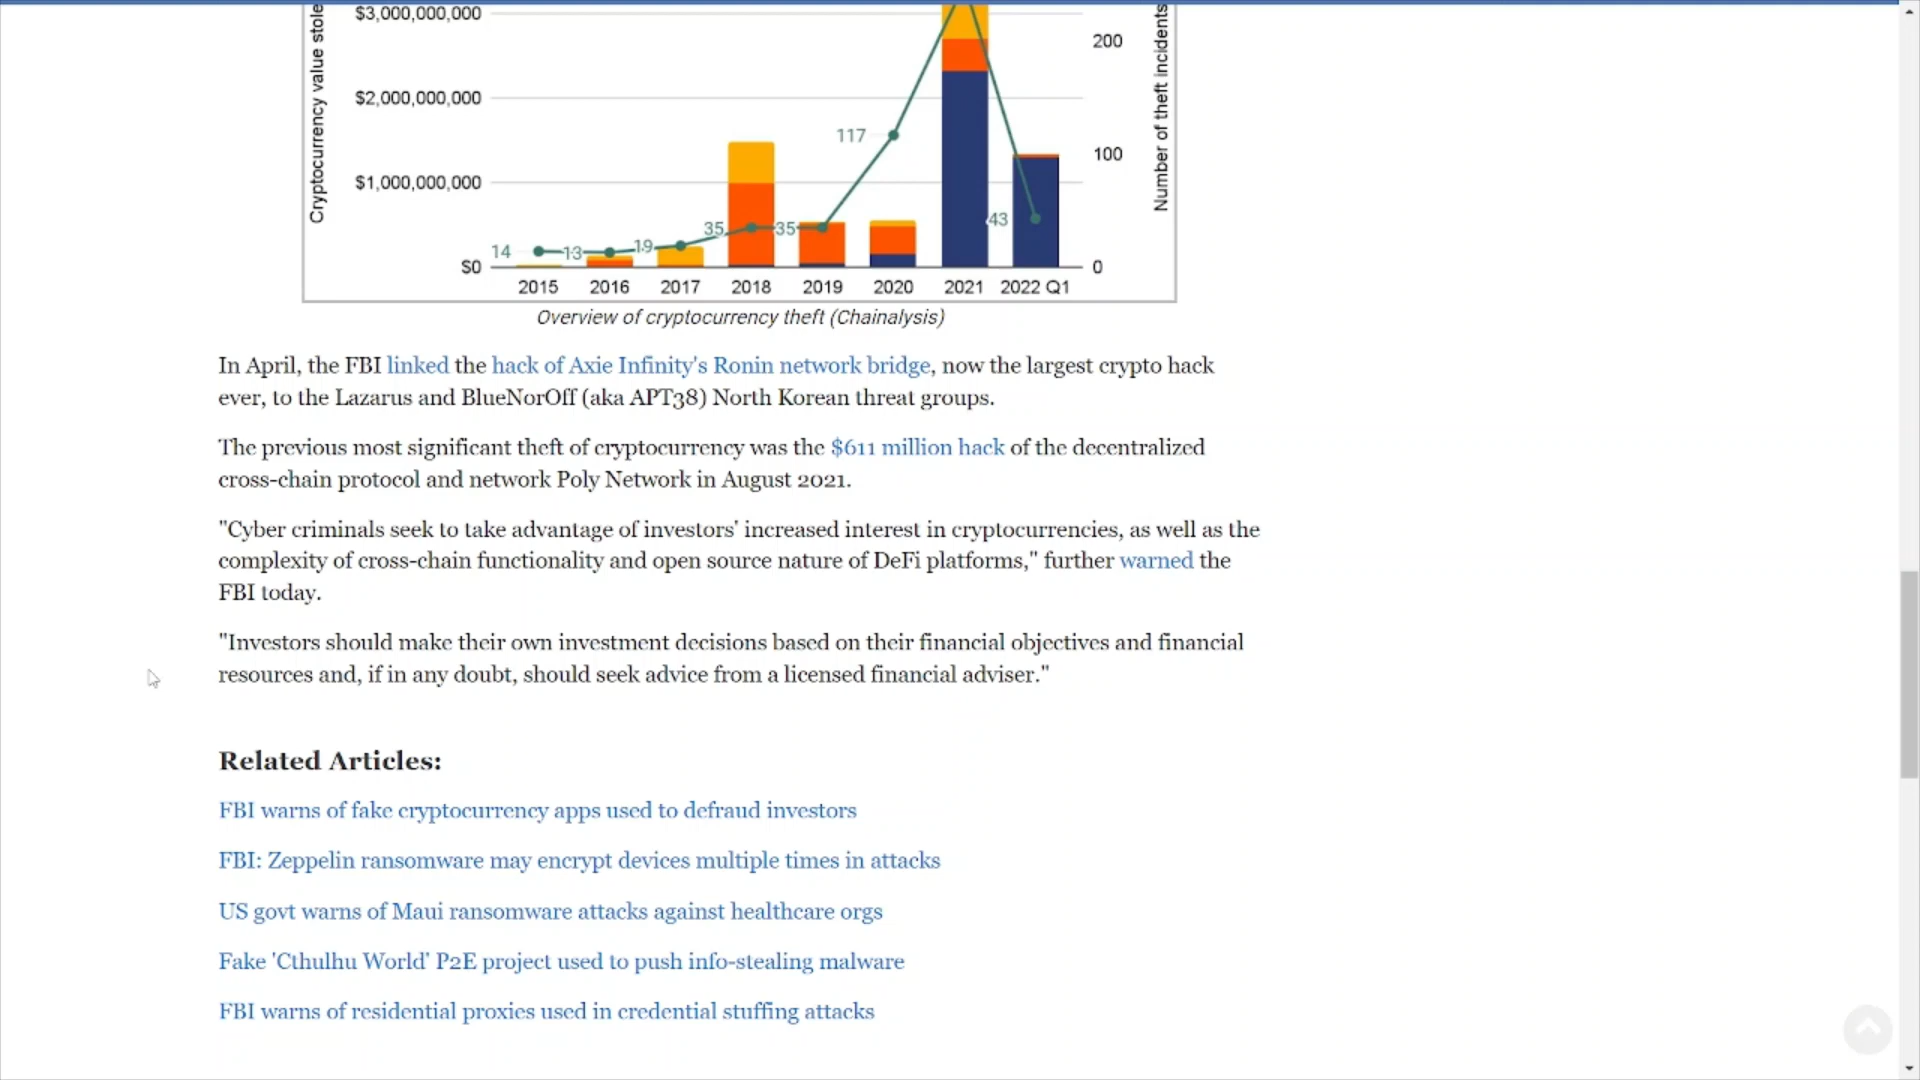 $3,000,000,000
$2,000,000,000
$1,000,000,000
$0
Cryptocurrency value stole
200
100
0
Number of theft incidents
14
13
19
35
35
117
43
2015 2016 2017 2018 2019 2020 2021 2022 Q1
Overview of cryptocurrency theft (Chainalysis)
In April, the FBI linked the hack of Axie Infinity's Ronin network bridge, now the largest crypto hack
ever, to the Lazarus and BlueNorOff (aka APT38) North Korean threat groups.
The previous most significant theft of cryptocurrency was the $611 million hack of the decentralized
cross-chain protocol and network Poly Network in August 2021.
"Cyber criminals seek to take advantage of investors' increased interest in cryptocurrencies, as well as the
complexity of cross-chain functionality and open source nature of DeFi platforms," further warned the
FBI today.
"Investors should make their own investment decisions based on their financial objectives and financial
resources and, if in any doubt, should seek advice from a licensed financial adviser."
Related Articles:
FBI warns of fake cryptocurrency apps used to defraud investors
FBI: Zeppelin ransomware may encrypt devices multiple times in attacks
US govt warns of Maui ransomware attacks against healthcare orgs
Fake 'Cthulhu World' P2E project used to push info-stealing malware
FBI warns of residential proxies used in credential stuffing attacks